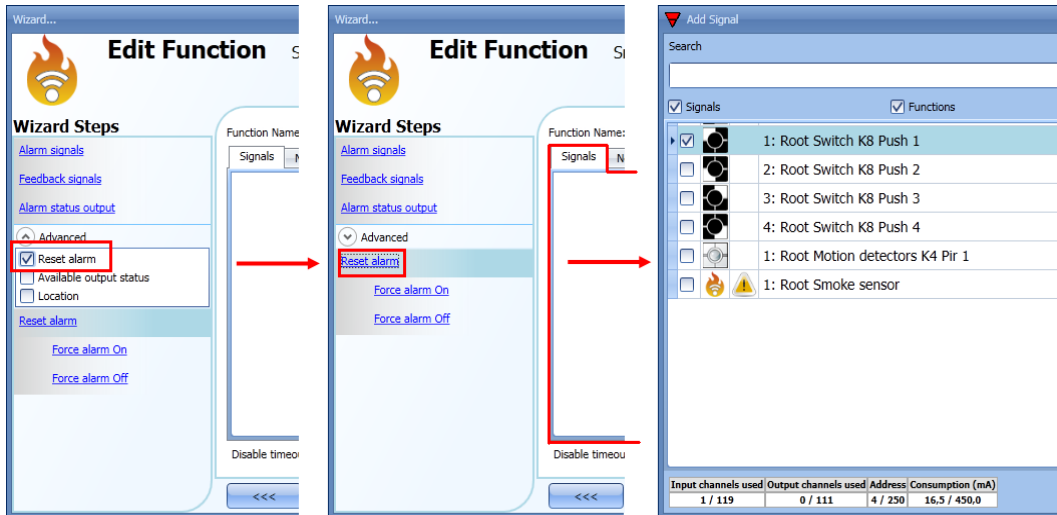 Wizard...
Edit Function
Wizard Steps
Alarm signals
Feedback signals
Alarm status output
Advanced
Reset alarm
Available output status
Location
Reset alarm
Force alarm On
Force alarm Off
Function Name
Signals
Disable timeou
<<<
Wizard...
Edit Function
Wizard Steps
Alarm signals
Feedback signals
Alarm status output
Advanced
Reset alarm
Force alarm On
Force alarm Off
Function Name:
Signals
Disable timeou
<<<
Add Signal
Search
Signals Functions
1: Root Switch K8 Push 1
2: Root Switch K8 Push 2
3: Root Switch K8 Push 3
4: Root Switch K8 Push 4
1: Root Motion detectors K4 Pir 1
1: Root Smoke sensor
Input channels used Output channels used Address Consumption (mA)
1 / 119 0 / 111 4 / 250 16,5 / 450,0